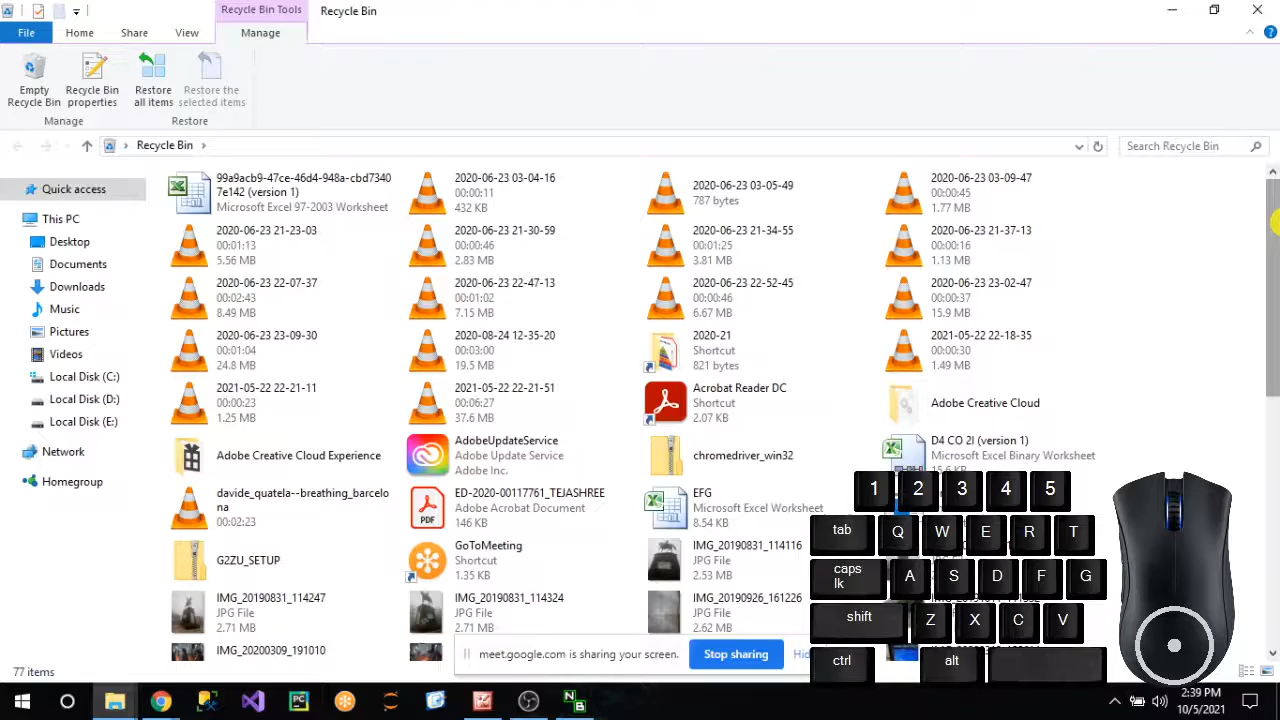 Recycle Bin Tools
Recycle Bin
File
Home
Share
View
Manage
Empty
Recycle Bin
Recycle Bin
properties
Restore
all items
Restore the
selected items
Manage
Restore
Recycle Bin
Search Recycle Bin
Quick access
This PC
Desktop
Documents
Downloads
Music
Pictures
Videos
Local Disk (C:)
Local Disk (D:)
Local Disk (E:)
Network
Homegroup
99a9acb9-47ce-46d4-948a-cbd7340
7e142 (version 1)
Microsoft Excel 97-2003 Worksheet
2020-06-23 03-04-16
00:00:11
432 KB
2020-06-23 03-05-49
787 bytes
2020-06-23 03-09-47
00:00:45
1.77 MB
2020-06-23 21-23-03
00:01:13
5.56 MB
2020-06-23 21-30-59
00:00:46
2.83 MB
2020-06-23 21-34-55
00:01:25
3.81 MB
2020-06-23 21-37-13
00:00:16
1.13 MB
2020-06-23 22-07-37
00:02:43
8.49 MB
2020-06-23 22-47-13
00:01:02
7.15 MB
2020-06-23 22-52-45
00:00:46
6.67 MB
2020-06-23 23-02-47
00:00:37
15.9 MB
2020-06-23 23-09-30
00:01:04
24.8 MB
2020-08-24 12-35-20
00:03:00
19.5 MB
2020-21
Shortcut
821 bytes
2021-05-22 22-18-35
00:00:30
1.49 MB
2021-05-22 22-21-11
00:00:23
1.25 MB
2021-05-22 22-21-51
00:06:27
37.6 MB
Acrobat Reader DC
Shortcut
2.07 KB
Adobe Creative Cloud
Adobe Creative Cloud Experience
AdobeUpdateService
Adobe Update Service
Adobe Inc.
chromedriver_win32
D4 CO 2I (version 1)
Microsoft Excel Binary Worksheet
15.6 KB
davide_quatela--breathing_barcelo
na
00:02:23
PDF
ED-2020-00117761_TEJASHREE
Adobe Acrobat Document
146 KB
EFG
Microsoft Excel Worksheet
8.54 KB
G2ZU_SETUP
GoToMeeting
Shortcut
1.35 KB
IMG_20190831_114116
JPG File
2.53 MB
IMG_20190831_114247
JPG File
2.71 MB
IMG_20190831_114324
JPG File
2.71 MB
IMG_20190926_161226
JPG File
2.62 MB
IMG_20200309_191010
meet.google.com is sharing your screen.
Stop sharing
Hid
1 2 3 4 5
tab Q W E R T
caps
lk
A S D F G
shift Z X C V
ctrl alt
77 items
2:39 PM
10/5/2021